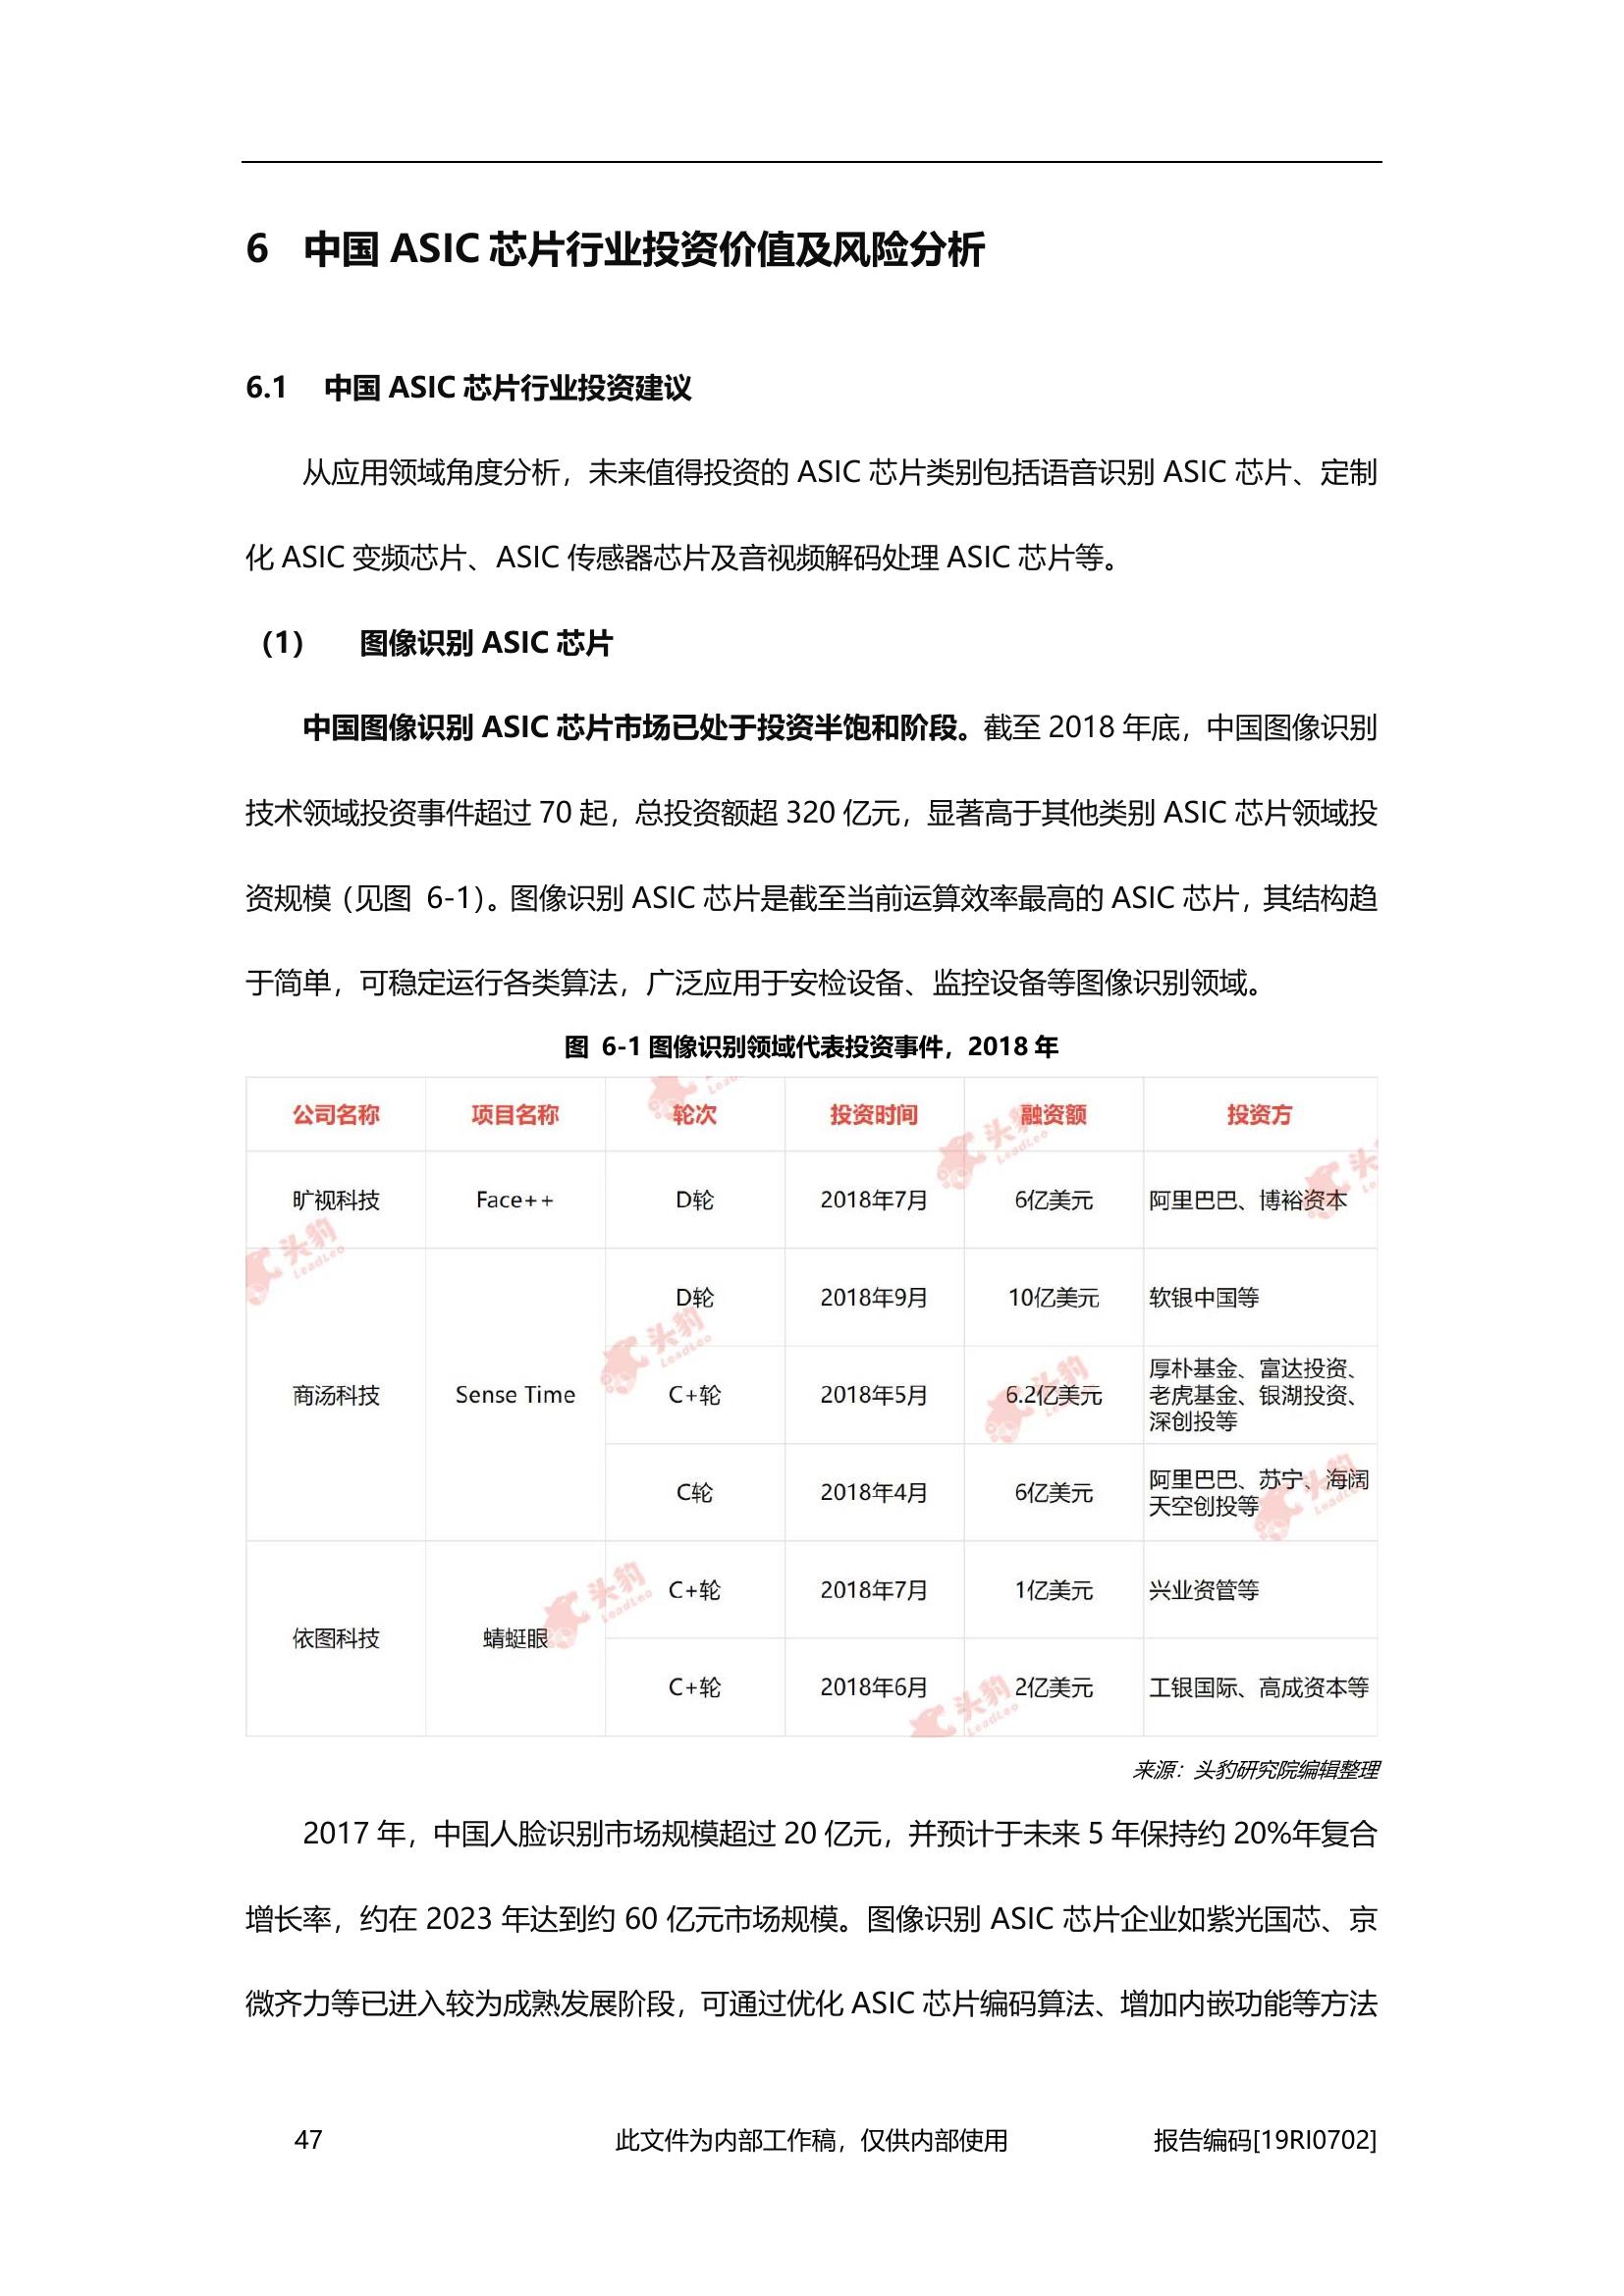 6 中国 ASIC 芯片行业投资价值及风险分析
6.1 中国 ASIC 芯片行业投资建议
从应用领域角度分析，未来值得投资的 ASIC 芯片类别包括语音识别 ASIC 芯片、定制
化 ASIC 变频芯片、ASIC 传感器芯片及音视频解码处理 ASIC 芯片等。
（1） 图像识别 ASIC 芯片
中国图像识别 ASIC 芯片市场已处于投资半饱和阶段。截至 2018 年底，中国图像识别
技术领域投资事件超过 70 起，总投资额超 320 亿元，显著高于其他类别 ASIC 芯片领域投
资规模（见图 6-1）。图像识别 ASIC 芯片是截至当前运算效率最高的 ASIC 芯片，其结构趋
于简单，可稳定运行各类算法，广泛应用于安检设备、监控设备等图像识别领域。
图 6-1 图像识别领域代表投资事件，2018 年
公司名称 项目名称 轮次 投资时间 融资额 投资方
旷视科技 Face++ D轮 2018年7月 6亿美元 阿里巴巴、博裕资本
商汤科技 Sense Time D轮 2018年9月 10亿美元 软银中国等
C+轮 2018年5月 6.2亿美元 厚朴基金、富达投资、
老虎基金、银湖投资、
深创投等
C轮 2018年4月 6亿美元 阿里巴巴、苏宁、海阔
天空创投等
依图科技 蜻蜓眼 C+轮 2018年7月 1亿美元 兴业资管等
C+轮 2018年6月 2亿美元 工银国际、高成资本等
来源：头豹研究院编辑整理
2017 年，中国人脸识别市场规模超过 20 亿元，并预计于未来 5 年保持约 20%年复合
增长率，约在 2023 年达到约 60 亿元市场规模。图像识别 ASIC 芯片企业如紫光国芯、京
微齐力等已进入较为成熟发展阶段，可通过优化 ASIC 芯片编码算法、增加内嵌功能等方法
47 此文件为内部工作稿，仅供内部使用 报告编码[19RI0702]